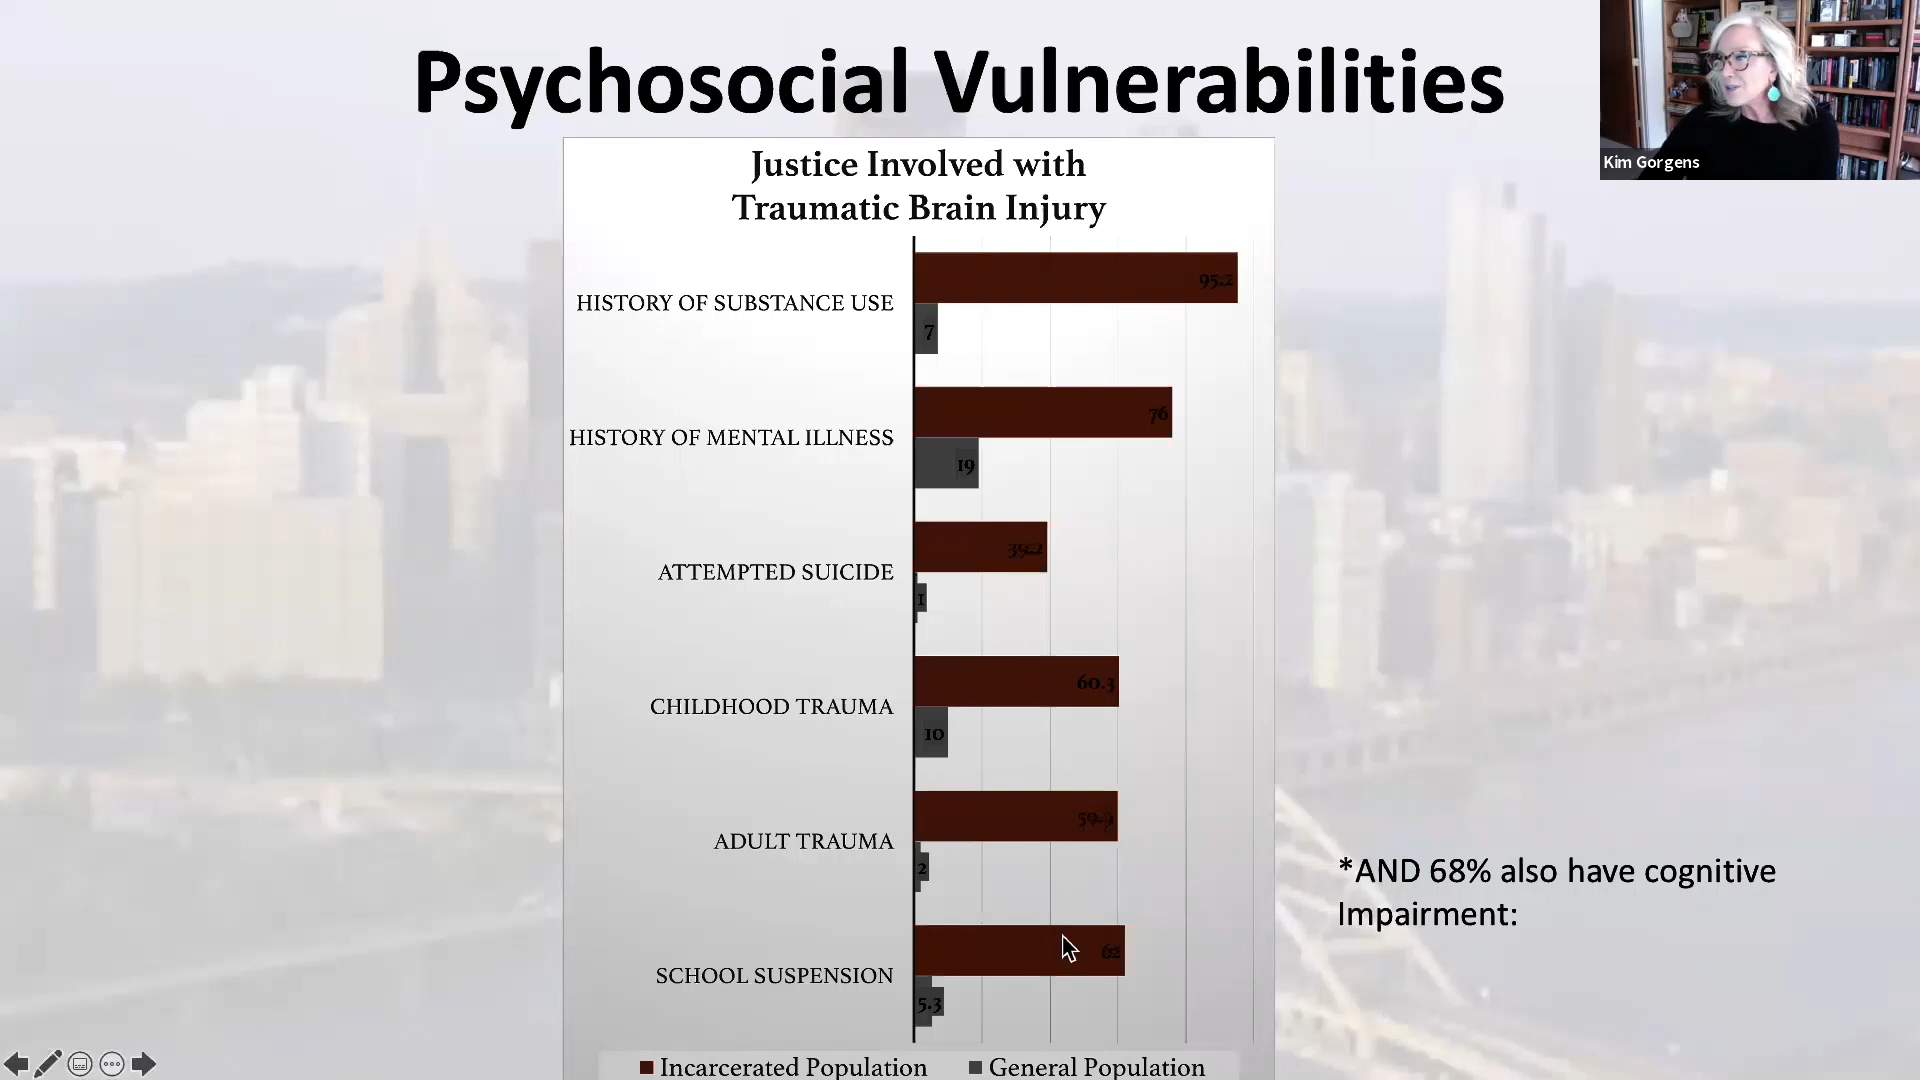 Psychosocial Vulnerabilities
Kim Gorgens
Justice Involved with
Traumatic Brain Injury
HISTORY OF SUBSTANCE USE
95.2
7
HISTORY OF MENTAL ILLNESS
76
19
ATTEMPTED SUICIDE
1
CHILDHOOD TRAUMA
60.3
10
ADULT TRAUMA
2
SCHOOL SUSPENSION
62
5.3
*AND 68% also have cognitive
Impairment:
Incarcerated Population
General Population